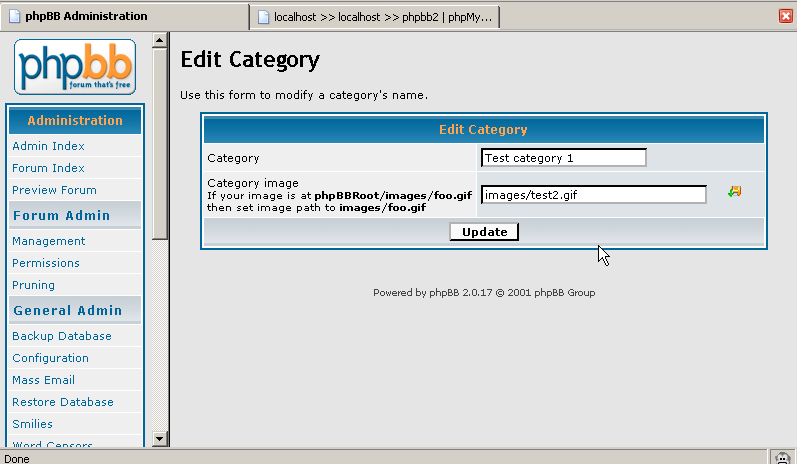 phpBB Administration
localhost >> localhost >> phpbb2 | phpMy...
phpbb
forum that's free
Administration
Admin Index
Forum Index
Preview Forum
Forum Admin
Management
Permissions
Pruning
General Admin
Backup Database
Configuration
Mass Email
Restore Database
Smilies
Word Censors
Edit Category
Use this form to modify a category's name.
Edit Category
Category
Test category 1
Category image
If your image is at phpBBRoot/images/foo.gif
then set image path to images/foo.gif
images/test2.gif
Update
Powered by phpBB 2.0.17 © 2001 phpBB Group
Done